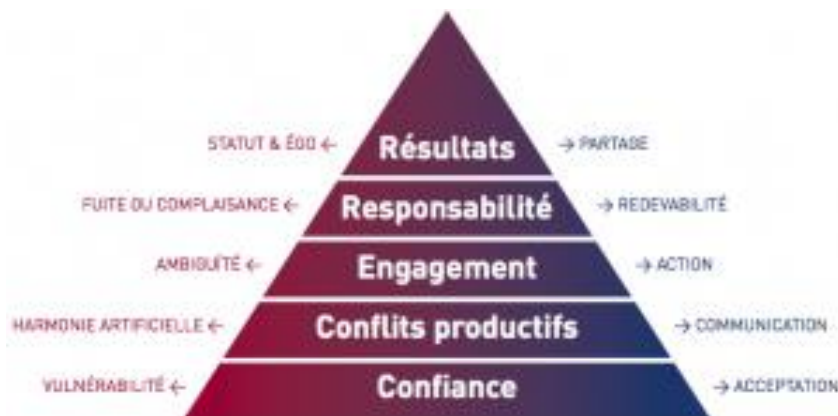 STATUT & ÉGO ← Résultats → PARTAGE
FUITE OU COMPLAISANCE ← Responsabilité → REDEVABILITÉ
AMBIGUÏTÉ ← Engagement → ACTION
HARMONIE ARTIFICIELLE ← Conflits productifs → COMMUNICATION
VULNÉRABILITÉ ← Confiance → ACCEPTATION